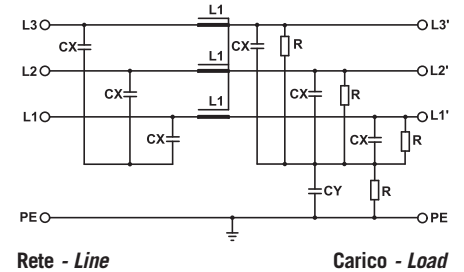 L1
L3 L3'
CX CX R
L1
L2 L2'
CX CX R
L1
L1 L1'
CX CX R
CY R
PE PE
Rete - Line Carico - Load